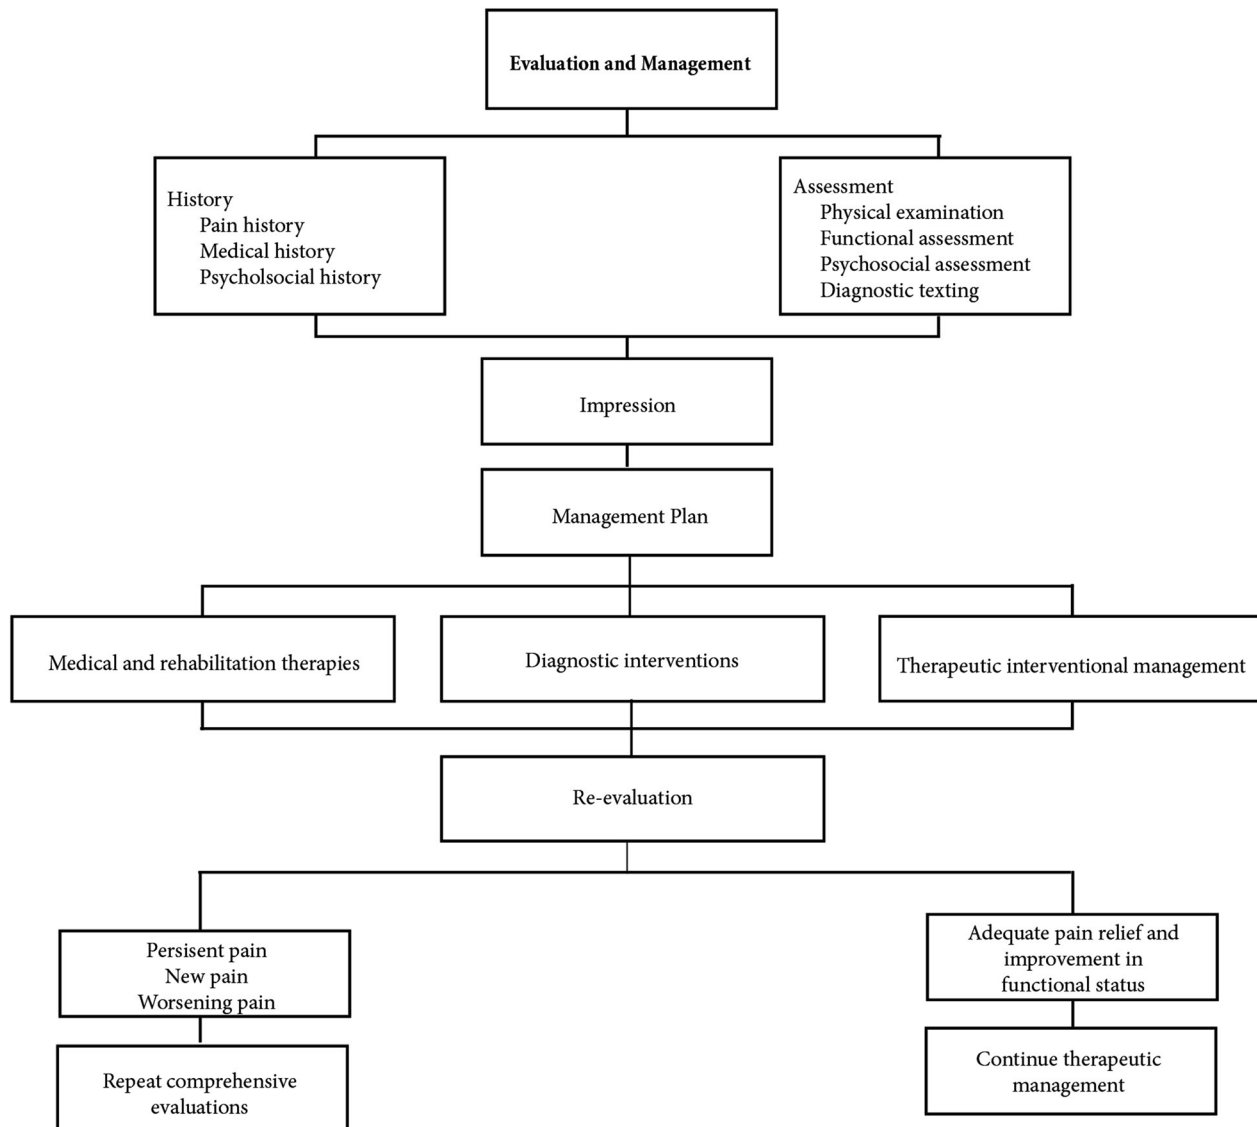 Evaluation and Management
History
Pain history
Medical history
Psycholsocial history
Assessment
Physical examination
Functional assessment
Psychosocial assessment
Diagnostic texting
Impression
Management Plan
Medical and rehabilitation therapies
Diagnostic interventions
Therapeutic interventional management
Re-evaluation
Persisent pain
New pain
Worsening pain
Adequate pain relief and
improvement in
functional status
Repeat comprehensive
evaluations
Continue therapeutic
management